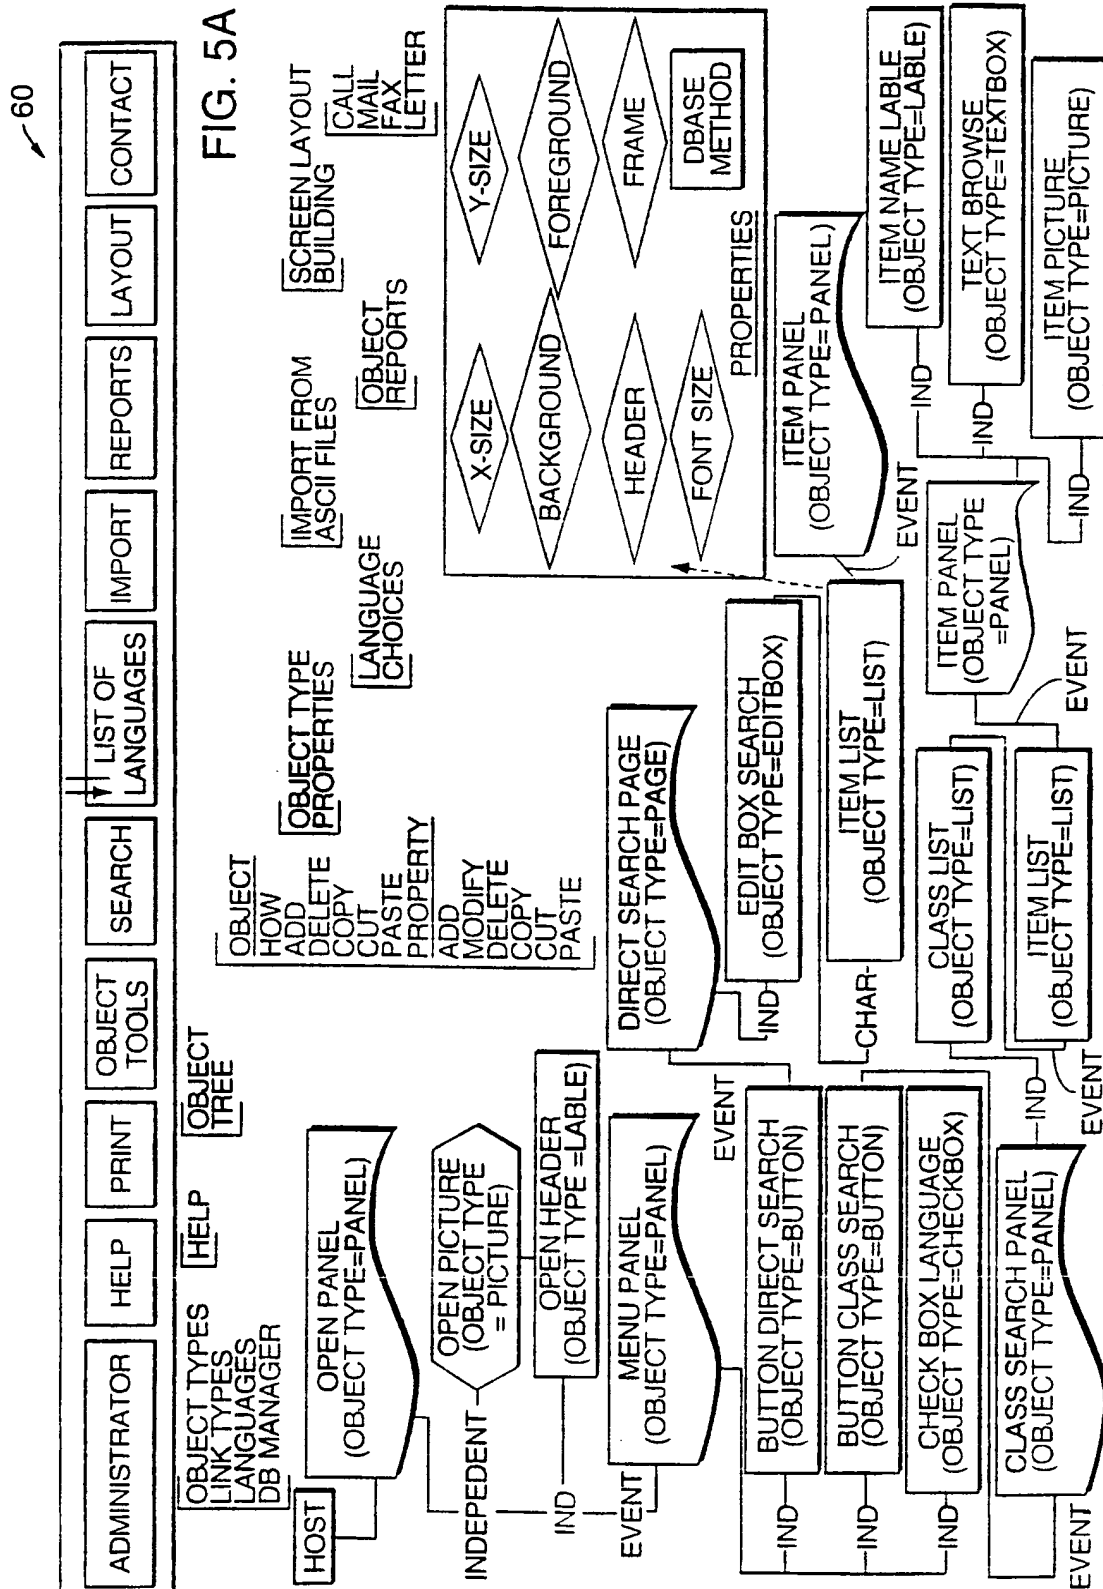 60
ADMINISTRATOR
HELP
PRINT
OBJECT
TOOLS
SEARCH
LIST OF
LANGUAGES
IMPORT
REPORTS
LAYOUT
CONTACT
FIG. 5A
OBJECT TYPES
LINK TYPES
LANGUAGES
DB MANAGER
HELP
OBJECT
TREE
OBJECT
HOW
ADD
DELETE
COPY
CUT
PASTE
PROPERTY
ADD
MODIFY
DELETE
COPY
CUT
PASTE
OBJECT TYPE
PROPERTIES
LANGUAGE
CHOICES
IMPORT FROM
ASCII FILES
OBJECT
REPORTS
SCREEN LAYOUT
BUILDING
CALL
MAIL
FAX
LETTER
HOST
OPEN PANEL
(OBJECT TYPE=PANEL)
INDEPEDENT
OPEN PICTURE
(OBJECT TYPE
= PICTURE)
IND
OPEN HEADER
(OBJECT TYPE =LABLE)
EVENT
MENU PANEL
(OBJECT TYPE=PANEL)
IND
BUTTON DIRECT SEARCH
(OBJECT TYPE=BUTTON)
EVENT
IND
BUTTON CLASS SEARCH
(OBJECT TYPE=BUTTON)
IND
CHECK BOX LANGUAGE
(OBJECT TYPE=CHECKBOX)
EVENT
CLASS SEARCH PANEL
(OBJECT TYPE=PANEL)
DIRECT SEARCH PAGE
(OBJECT TYPE=PAGE)
IND
EDIT BOX SEARCH
(OBJECT TYPE=EDITBOX)
CHAR-
ITEM LIST
(OBJECT TYPE=LIST)
IND
CLASS LIST
(OBJECT TYPE=LIST)
EVENT
ITEM LIST
(OBJECT TYPE=LIST)
X-SIZE
Y-SIZE
BACKGROUND
FOREGROUND
HEADER
FRAME
FONT SIZE
DBASE
METHOD
PROPERTIES
EVENT
ITEM PANEL
(OBJECT TYPE=PANEL)
EVENT
ITEM PANEL
(OBJECT TYPE
=PANEL)
IND
ITEM NAME LABLE
(OBJECT TYPE=LABLE)
IND
TEXT BROWSE
(OBJECT TYPE=TEXTBOX)
IND
ITEM PICTURE
(OBJECT TYPE=PICTURE)